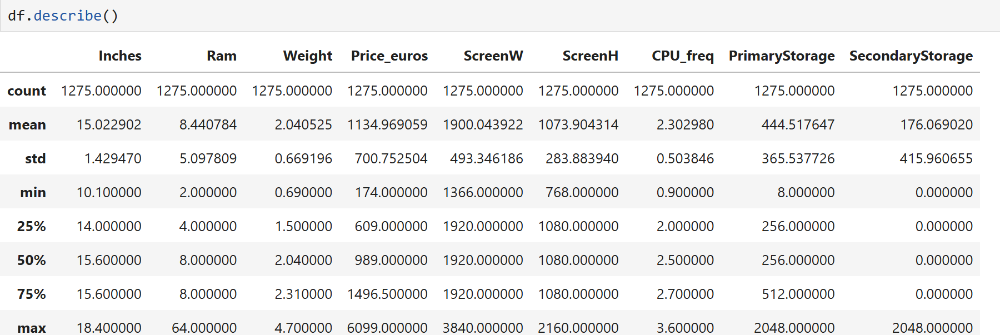 df.describe()
Inches Ram Weight Price_euros ScreenW ScreenH CPU_freq PrimaryStorage SecondaryStorage
count 1275.000000 1275.000000 1275.000000 1275.000000 1275.000000 1275.000000 1275.000000 1275.000000 1275.000000
mean 15.022902 8.440784 2.040525 1134.969059 1900.043922 1073.904314 2.302980 444.517647 176.069020
std 1.429470 5.097809 0.669196 700.752504 493.346186 283.883940 0.503846 365.537726 415.960655
min 10.100000 2.000000 0.690000 174.000000 1366.000000 768.000000 0.900000 8.000000 0.000000
25% 14.000000 4.000000 1.500000 609.000000 1920.000000 1080.000000 2.000000 256.000000 0.000000
50% 15.600000 8.000000 2.040000 989.000000 1920.000000 1080.000000 2.500000 256.000000 0.000000
75% 15.600000 8.000000 2.310000 1496.500000 1920.000000 1080.000000 2.700000 512.000000 0.000000
max 18.400000 64.000000 4.700000 6099.000000 3840.000000 2160.000000 3.600000 2048.000000 2048.000000